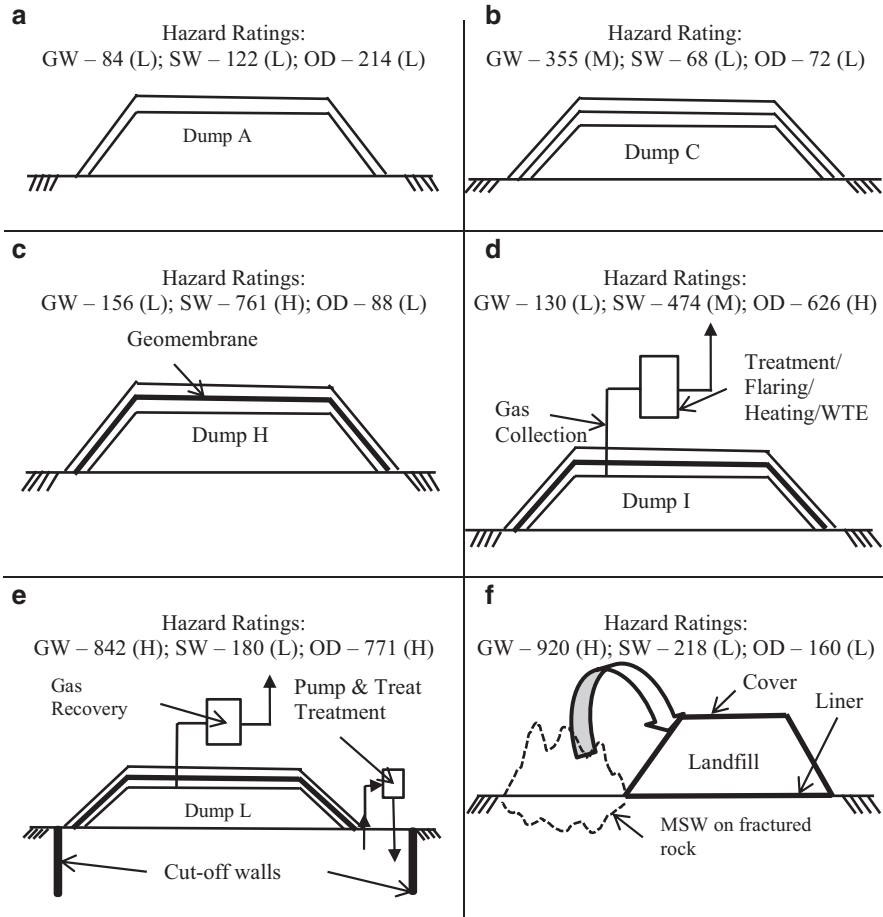 a
Hazard Ratings:
GW – 84 (L); SW – 122 (L); OD – 214 (L)
Dump A
b
Hazard Ratings:
GW – 355 (M); SW – 68 (L); OD – 72 (L)
Dump C
c
Hazard Ratings:
GW – 156 (L); SW – 761 (H); OD – 88 (L)
Geomembrane
Dump H
d
Hazard Ratings:
GW – 130 (L); SW – 474 (M); OD – 626 (H)
Treatment/
Flaring/
Heating/WTE
Gas
Collection
Dump I
e
Hazard Ratings:
GW – 842 (H); SW – 180 (L); OD – 771 (H)
Gas
Recovery
Pump & Treat
Treatment
Dump L
Cut-off walls
f
Hazard Ratings:
GW – 920 (H); SW – 218 (L); OD – 160 (L)
Cover
Liner
Landfill
MSW on fractured
rock